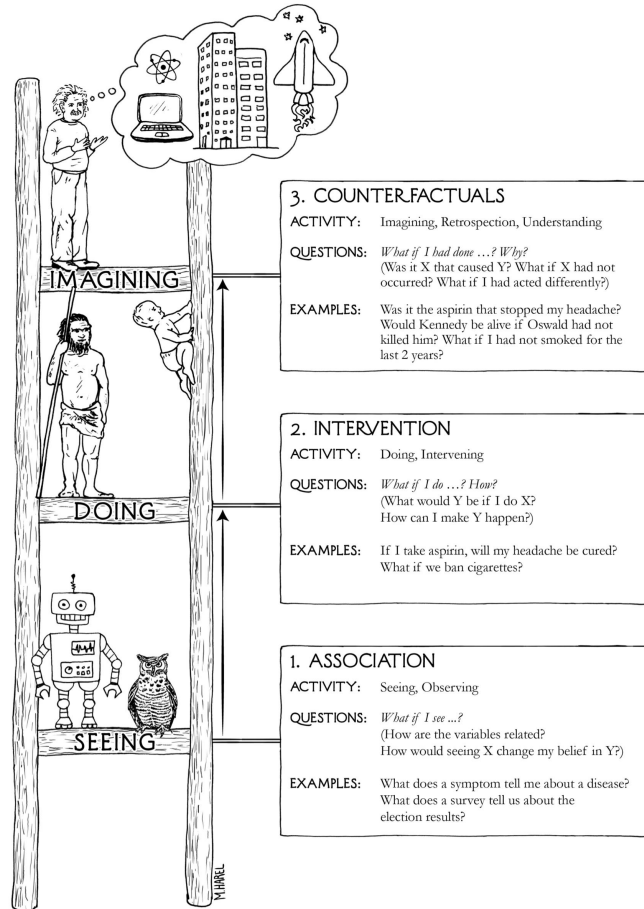 3. COUNTERFACTUALS
ACTIVITY: Imagining, Retrospection, Understanding
QUESTIONS: What if I had done …? Why?
(Was it X that caused Y? What if X had not
occurred? What if I had acted differently?)
EXAMPLES: Was it the aspirin that stopped my headache?
Would Kennedy be alive if Oswald had not
killed him? What if I had not smoked for the
last 2 years?
IMAGINING
2. INTERVENTION
ACTIVITY: Doing, Intervening
QUESTIONS: What if I do …? How?
(What would Y be if I do X?
How can I make Y happen?)
EXAMPLES: If I take aspirin, will my headache be cured?
What if we ban cigarettes?
DOING
1. ASSOCIATION
ACTIVITY: Seeing, Observing
QUESTIONS: What if I see ...?
(How are the variables related?
How would seeing X change my belief in Y?)
EXAMPLES: What does a symptom tell me about a disease?
What does a survey tell us about the
election results?
SEEING
M.HAREL